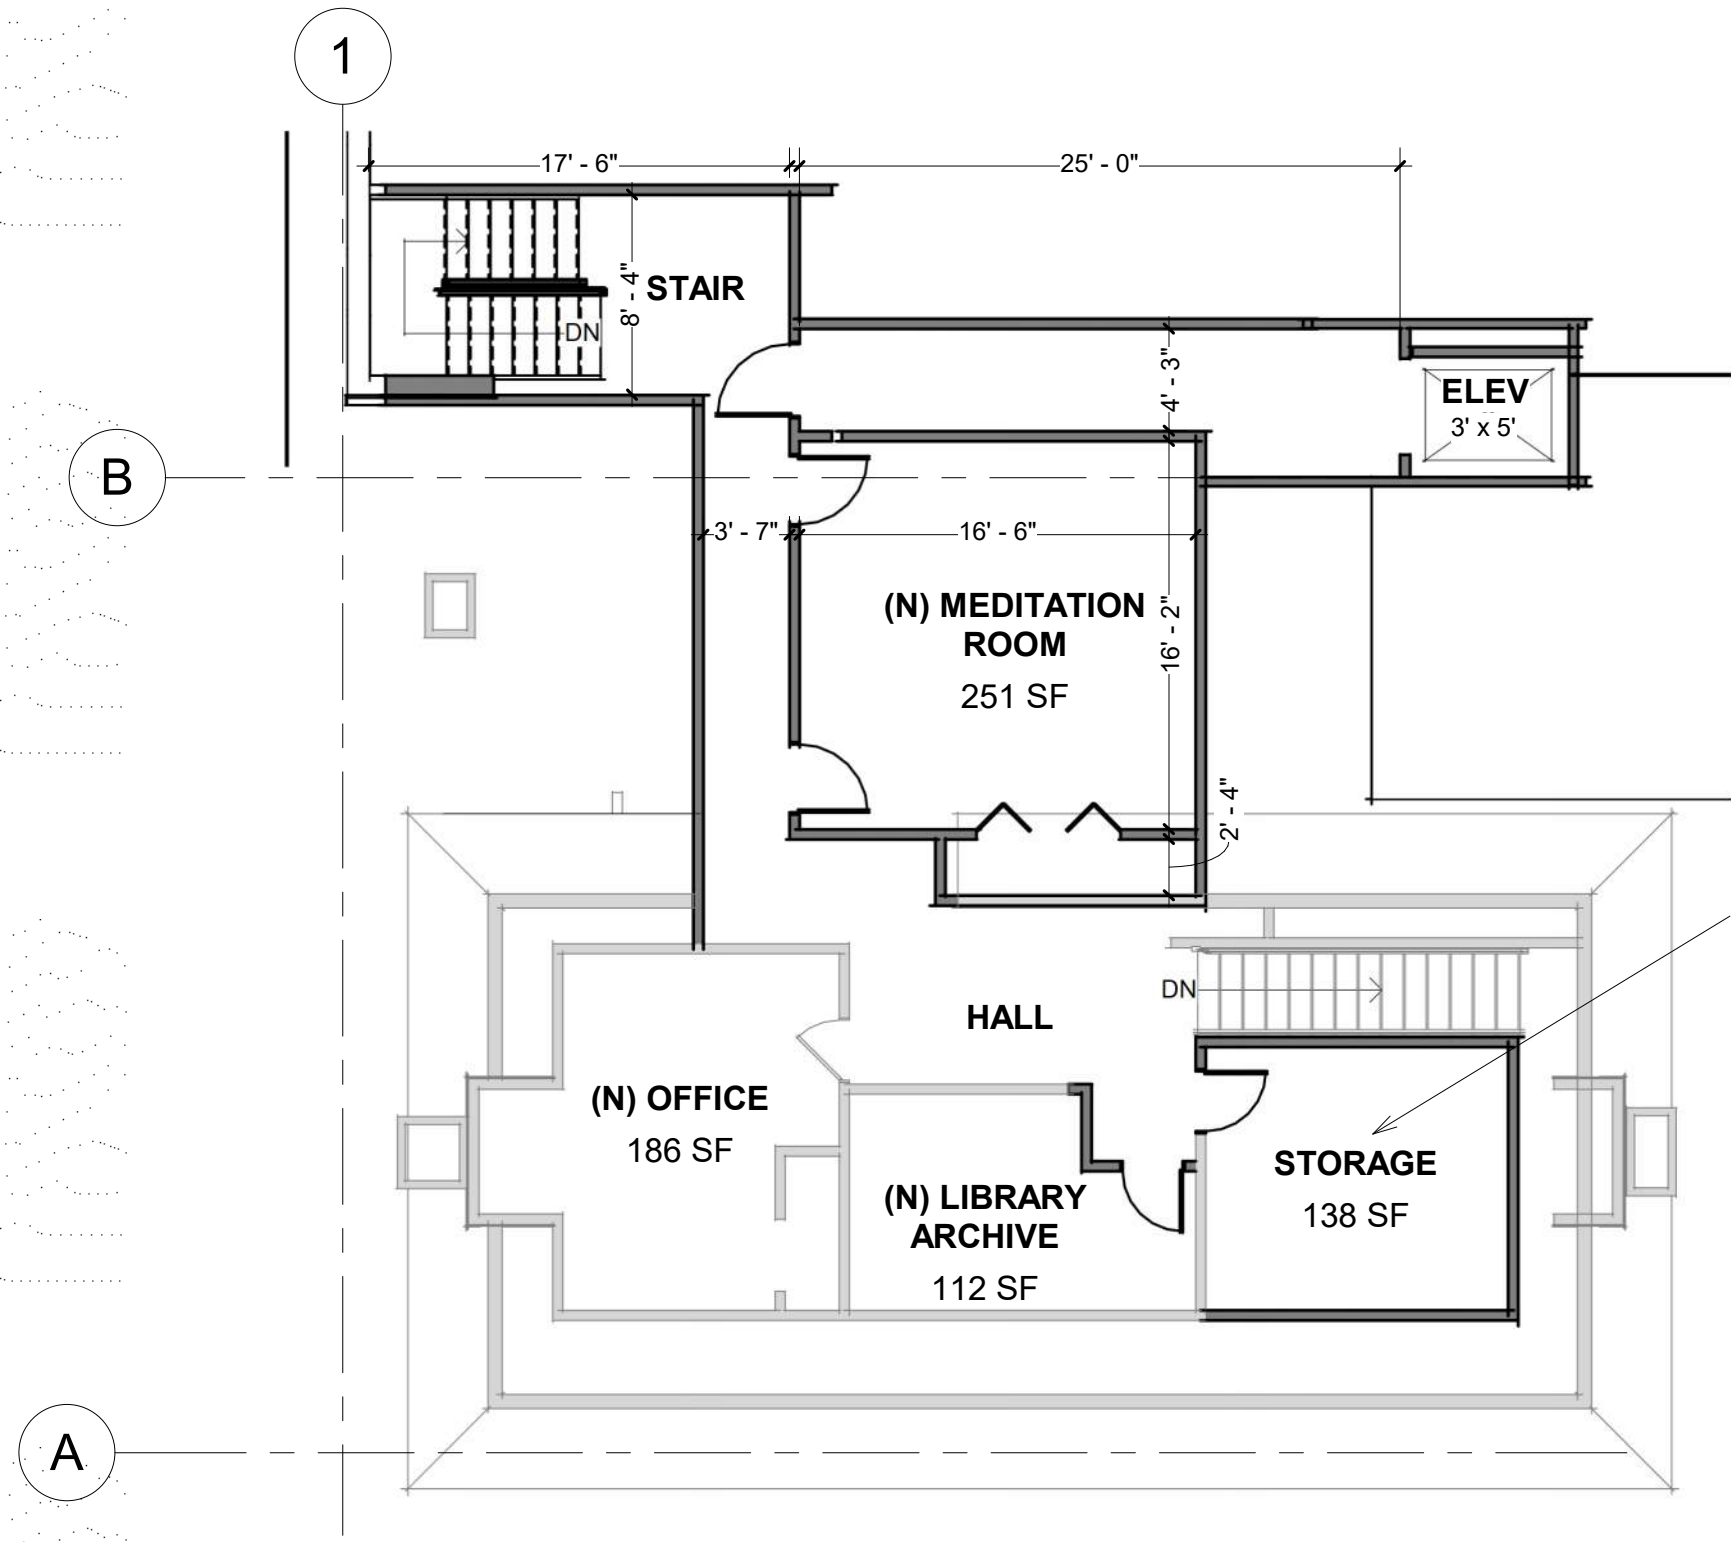 1
17' - 6"
25' - 0"
STAIR
8' - 4"
DN
4' - 3"
ELEV
3' x 5'
B
3' - 7"
16' - 6"
(N) MEDITATION
ROOM
251 SF
16' - 2"
2' - 4"
DN
HALL
(N) OFFICE
186 SF
STORAGE
138 SF
(N) LIBRARY
ARCHIVE
112 SF
A